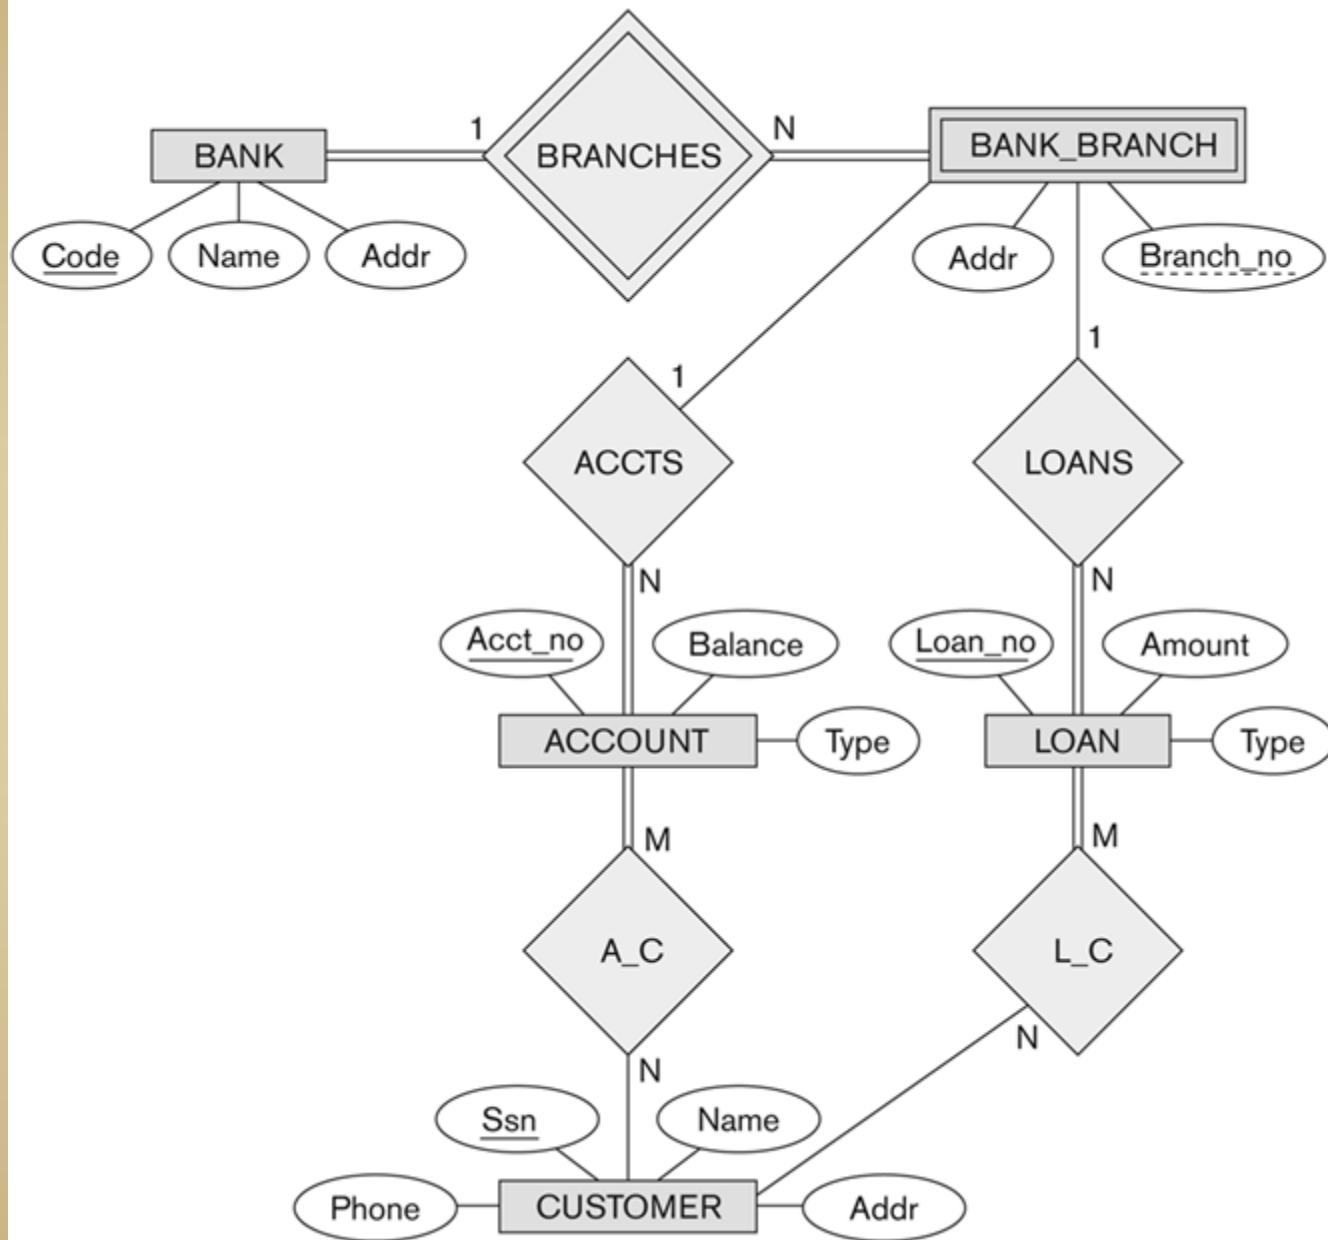 1
N
BANK
BRANCHES
BANK_BRANCH
Code
Name
Addr
Addr
Branch_no
1
1
ACCTS
LOANS
N
N
Acct_no
Balance
Loan_no
Amount
ACCOUNT
Type
LOAN
Type
M
M
A_C
L_C
N
N
Ssn
Name
Phone
CUSTOMER
Addr